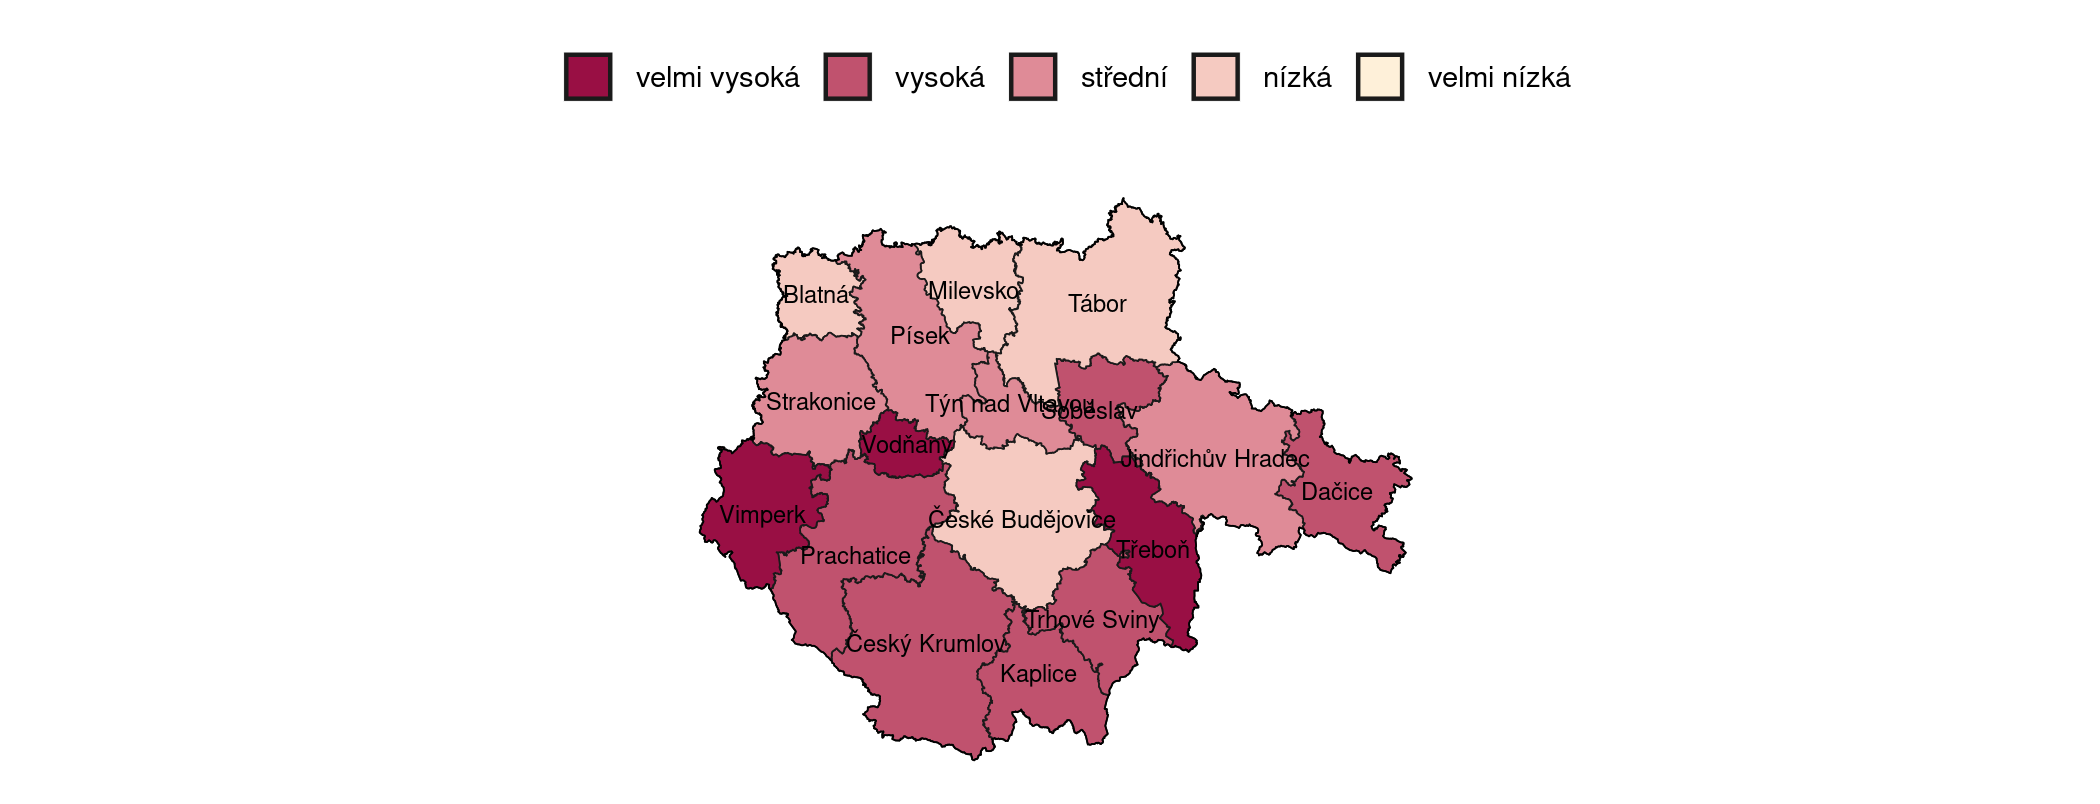 velmi vysoká
vysoká
střední
nízká
velmi nízká
Blatná
Milevsko
Tábor
Písek
Strakonice
Týn nad Vltavou
Soběslav
Vodňany
Jindřichův Hradec
Dačice
Vimperk
České Budějovice
Třeboň
Prachatice
Trhové Sviny
Český Krumlov
Kaplice